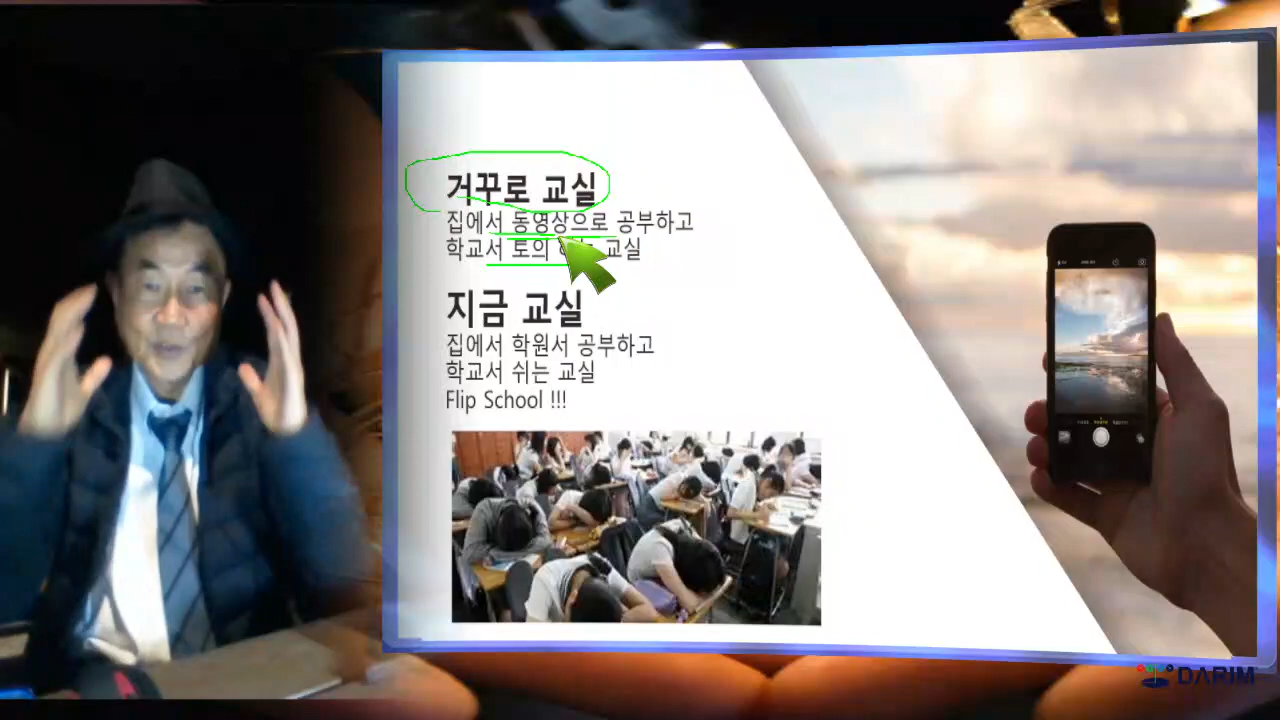 거꾸로 교실
집에서 동영상으로 공부하고
학교서 토의 는 교실
지금 교실
집에서 학원서 공부하고
학교서 쉬는 교실
Flip School !!!
DARIM